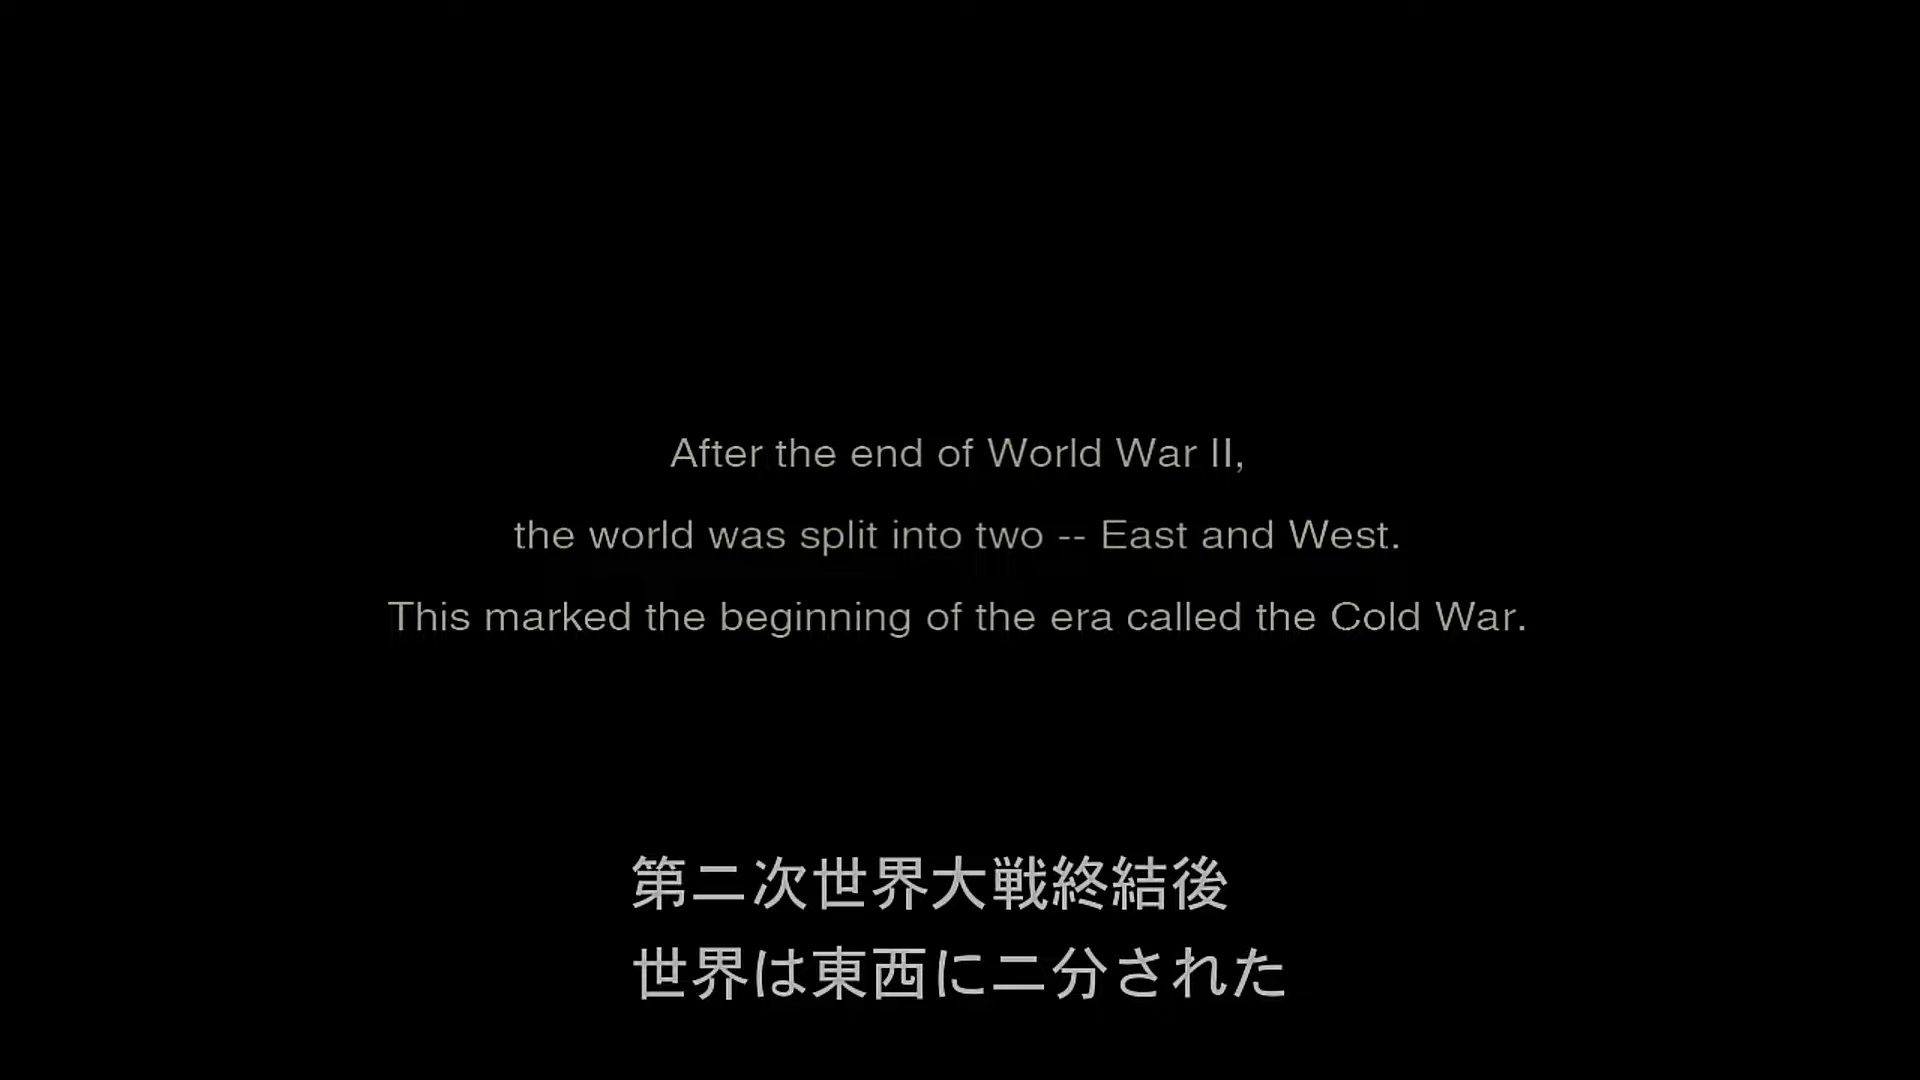 After the end of World War II,
the world was split into two -- East and West.
This marked the beginning of the era called the Cold War.
第二次世界大戦終結後
世界は東西に二分された